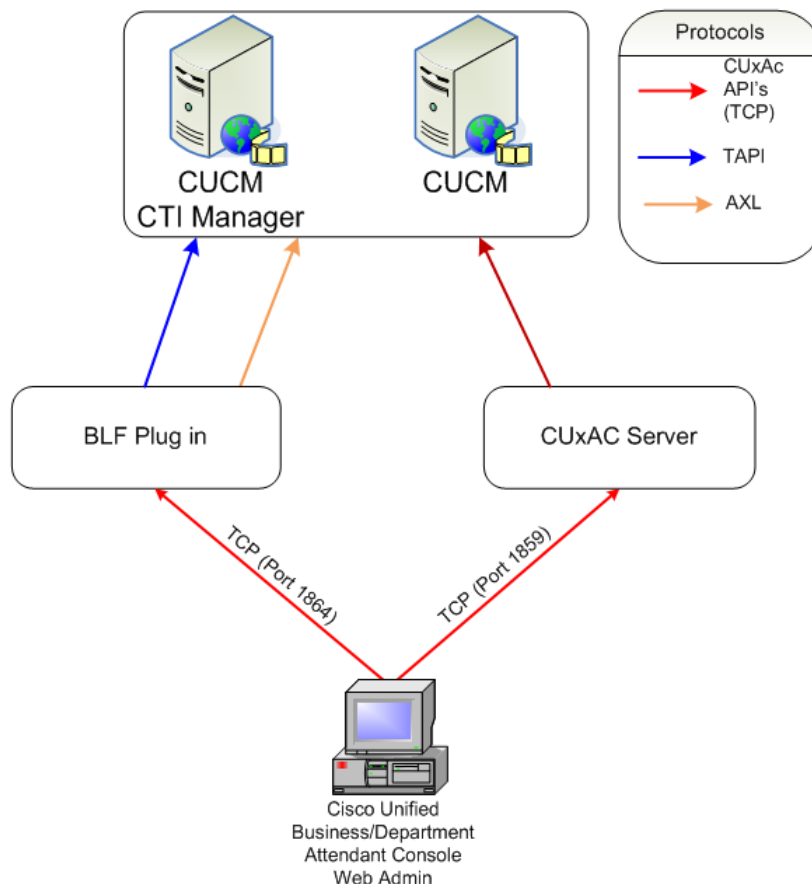 Protocols
CUxAc
API's
(TCP)
TAPI
AXL
CUCM
CTI Manager
CUCM
BLF Plug in
CUxAC Server
TCP (Port 1864)
TCP (Port 1859)
Cisco Unified
Business/Department
Attendant Console
Web Admin